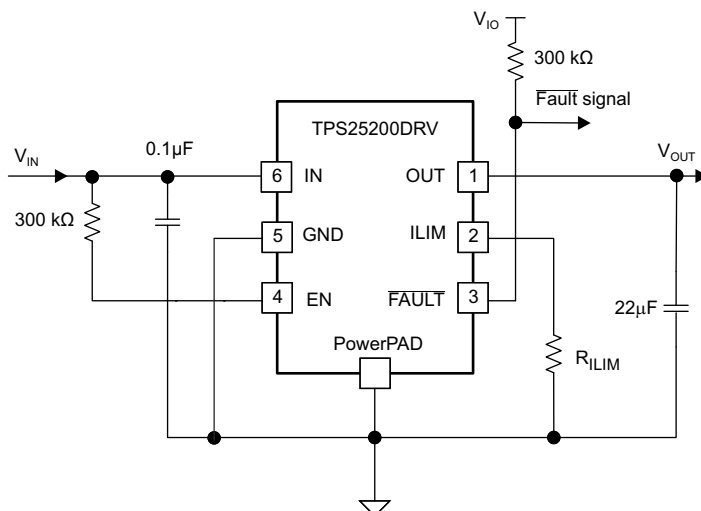 V_IO
300 kΩ
Fault signal
TPS25200DRV
V_IN
0.1µF
V_OUT
6 IN
OUT 1
300 kΩ
5 GND
ILIM 2
4 EN
FAULT 3
22µF
PowerPAD
R_ILIM